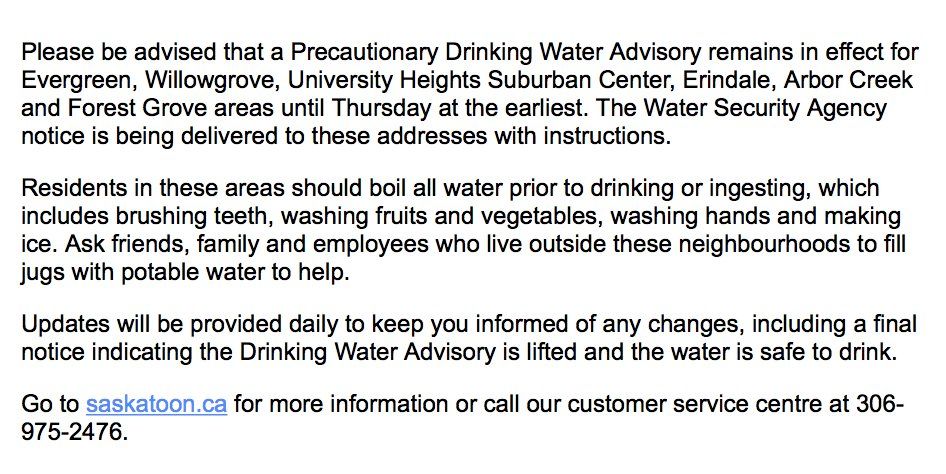 Please be advised that a Precautionary Drinking Water Advisory remains in effect for
Evergreen, Willowgrove, University Heights Suburban Center, Erindale, Arbor Creek
and Forest Grove areas until Thursday at the earliest. The Water Security Agency
notice is being delivered to these addresses with instructions.
Residents in these areas should boil all water prior to drinking or ingesting, which
includes brushing teeth, washing fruits and vegetables, washing hands and making
ice. Ask friends, family and employees who live outside these neighbourhoods to fill
jugs with potable water to help.
Updates will be provided daily to keep you informed of any changes, including a final
notice indicating the Drinking Water Advisory is lifted and the water is safe to drink.
Go to saskatoon.ca for more information or call our customer service centre at 306-
975-2476.